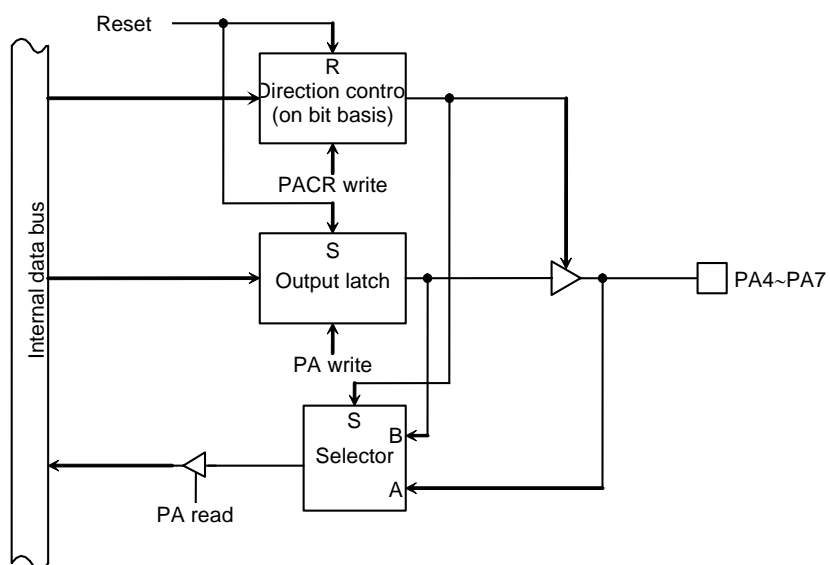 Reset
R
Direction contro
(on bit basis)
PACR write
Internal data bus
S
Output latch
PA4~PA7
PA write
S
B
Selector
A
PA read